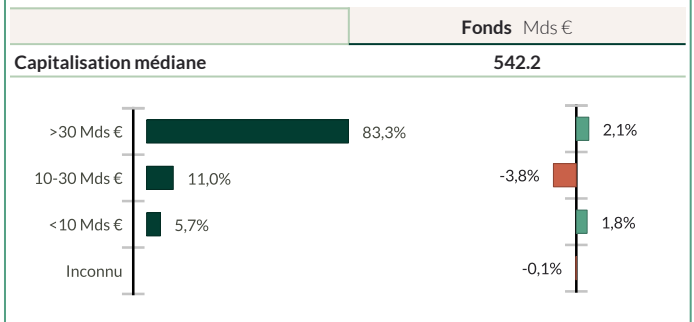 Fonds Mds €
Capitalisation médiane 542.2
>30 Mds € 83,3% 2,1%
10-30 Mds € 11,0% -3,8%
<10 Mds € 5,7% 1,8%
Inconnu -0,1%